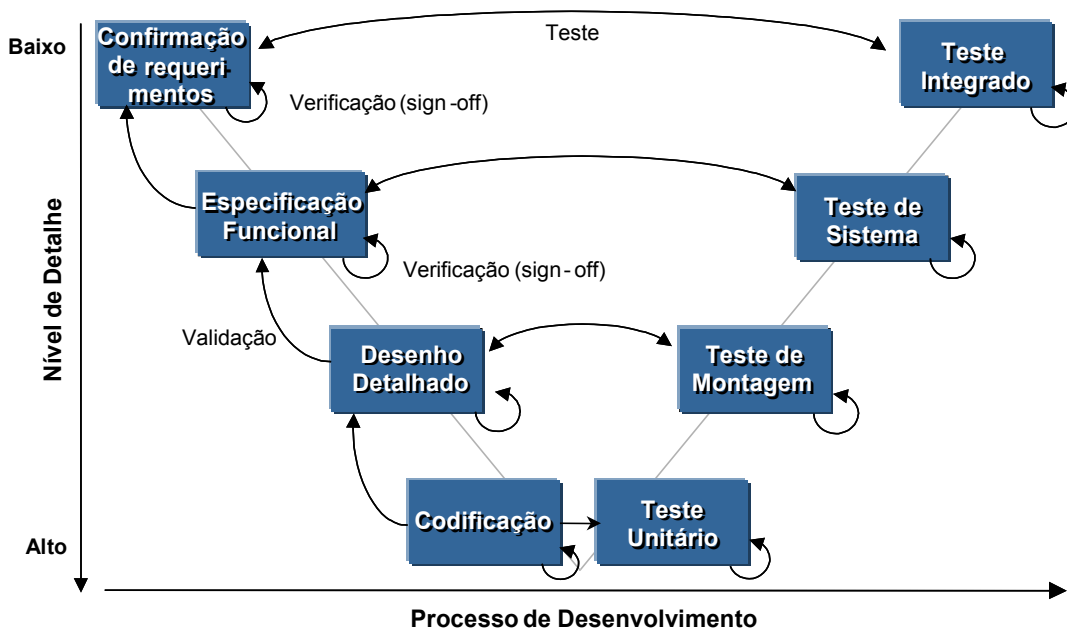 Baixo
Confirmação
de requeri-
mentos
Teste
Teste
Integrado
Verificação (sign-off)
Especificação
Funcional
Teste de
Sistema
Verificação (sign-off)
Nível de Detalhe
Validação
Desenho
Detalhado
Teste de
Montagem
Codificação
Teste
Unitário
Alto
Processo de Desenvolvimento